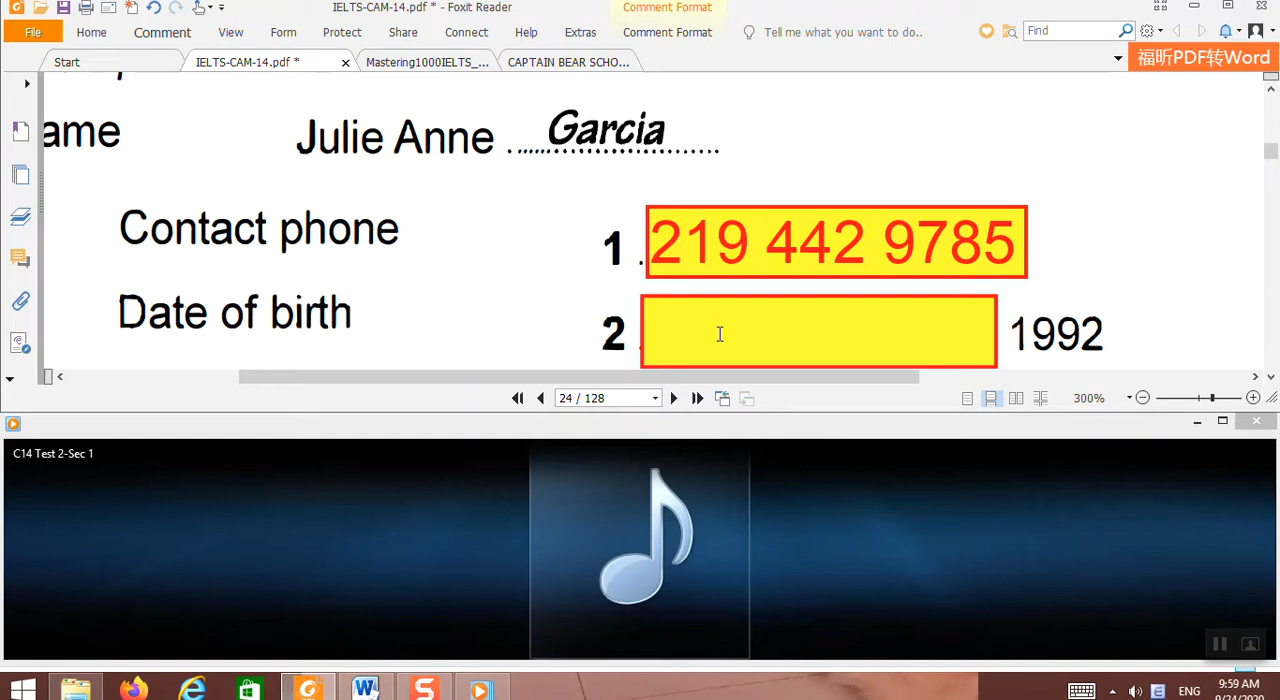 IELTS-CAM-14.pdf * - Foxit Reader
Comment Format
File
Home
Comment
View
Form
Protect
Share
Connect
Help
Extras
Comment Format
Tell me what you want to do..
Find
Start
IELTS-CAM-14.pdf *
Mastering1000IELTS_...
CAPTAIN BEAR SCHO...
福昕PDF转Word
ame
Julie Anne ......Garcia.......
Contact phone
1 .219 442 9785
Date of birth
2
1992
24 / 128
300%
C14 Test 2-Sec 1
ENG
9:59 AM
9/24/2020